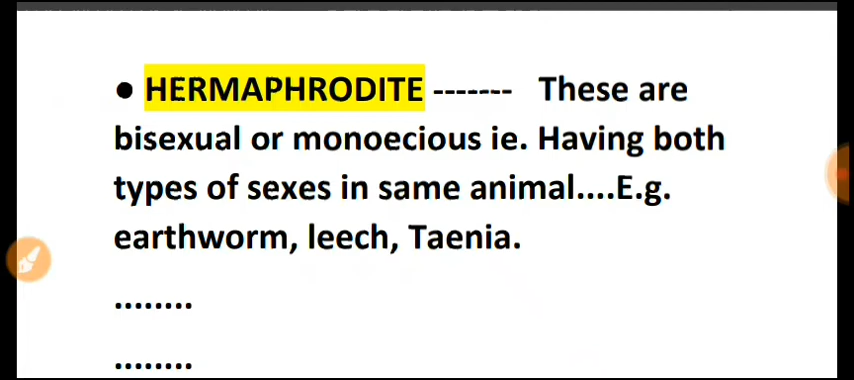 ● HERMAPHRODITE ------- These are
bisexual or monoecious ie. Having both
types of sexes in same animal....E.g.
earthworm, leech, Taenia.
........
........